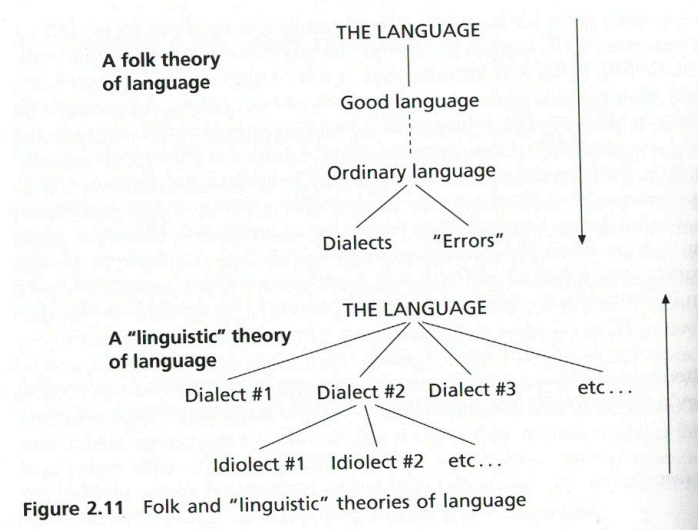 THE LANGUAGE
A folk theory
of language
Good language
Ordinary language
Dialects “Errors”
THE LANGUAGE
A “linguistic” theory
of language
Dialect #1 Dialect #2 Dialect #3 etc...
Idiolect #1 Idiolect #2 etc...
Figure 2.11 Folk and “linguistic” theories of language